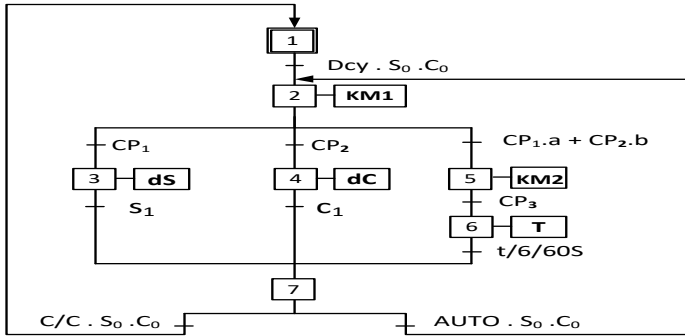 1
Dcy . S₀ .C₀
2 KM1
CP₁ CP₂ CP₁.a + CP₂.b
3 dS 4 dC 5 KM2
S₁ C₁ CP₃
6 T
t/6/60S
7
C/C . S₀ .C₀ AUTO . S₀ .C₀